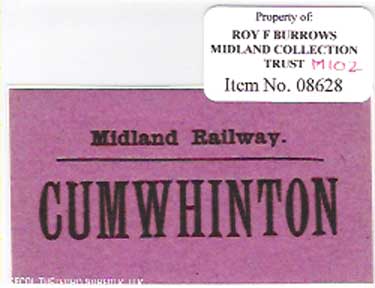 Property of:
ROY F BURROWS
MIDLAND COLLECTION
TRUST M102
Item No. 08628
Midland Railway.
CUMWHINTON